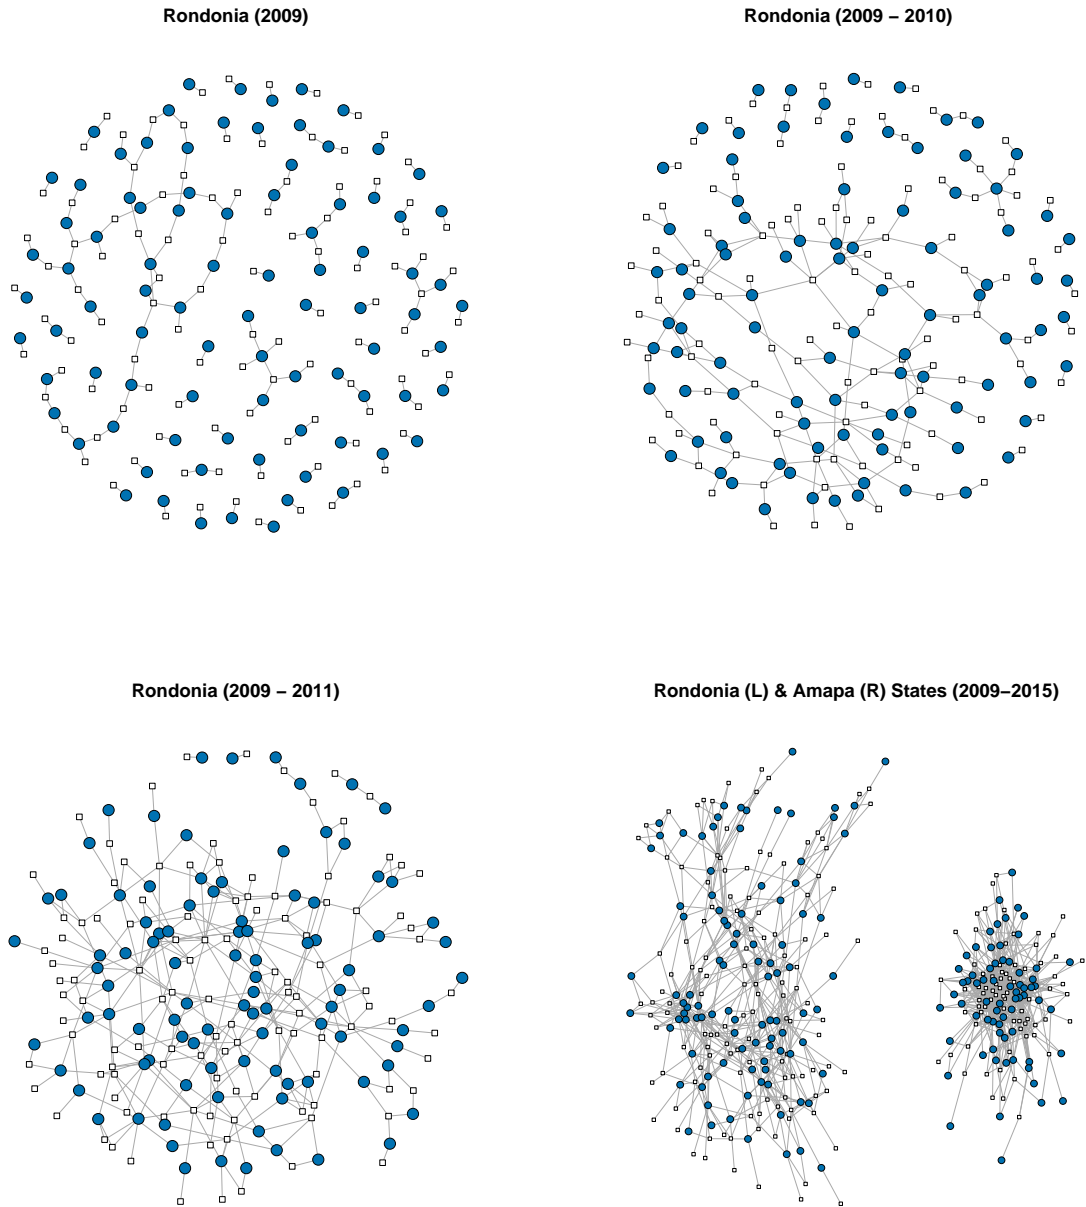 Rondonia (2009)
Rondonia (2009 − 2010)
Rondonia (2009 − 2011)
Rondonia (L) & Amapa (R) States (2009−2015)